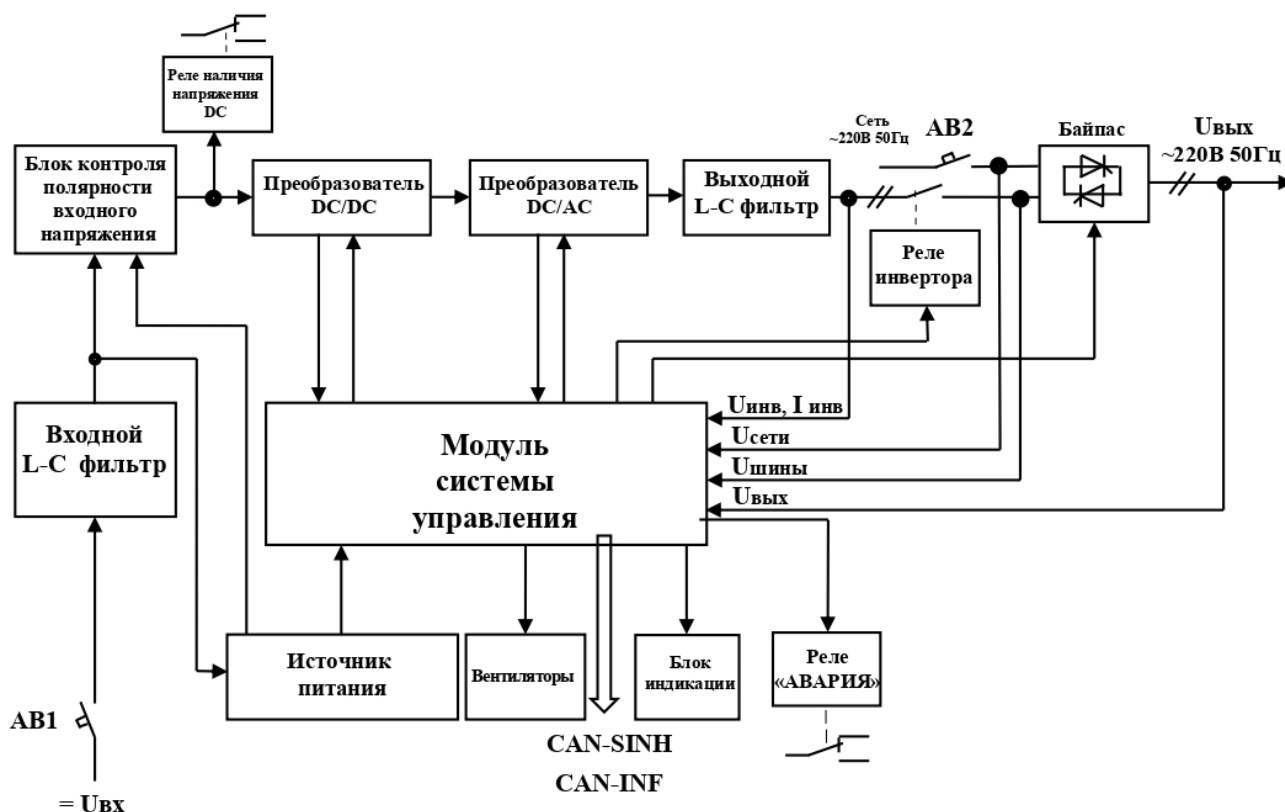 Реле наличия
напряжения
DC
Блок контроля
полярности
входного
напряжения
Преобразователь
DC/DC
Преобразователь
DC/AC
Выходной
L-C фильтр
Сеть
~220В 50Гц
АВ2
Байпас
Uвых
~220В 50Гц
Реле
инвертора
Входной
L-C фильтр
Модуль
системы
управления
Uинв, I инв
Uсети
Uшины
Uвых
Источник
питания
Вентиляторы
Блок
индикации
Реле
«АВАРИЯ»
АВ1
CAN-SINH
CAN-INF
= Uвх